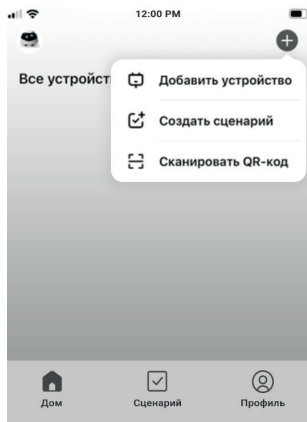 12:00 PM
Все устройст
Добавить устройство
Создать сценарий
Сканировать QR-код
Дом
Сценарий
Профиль